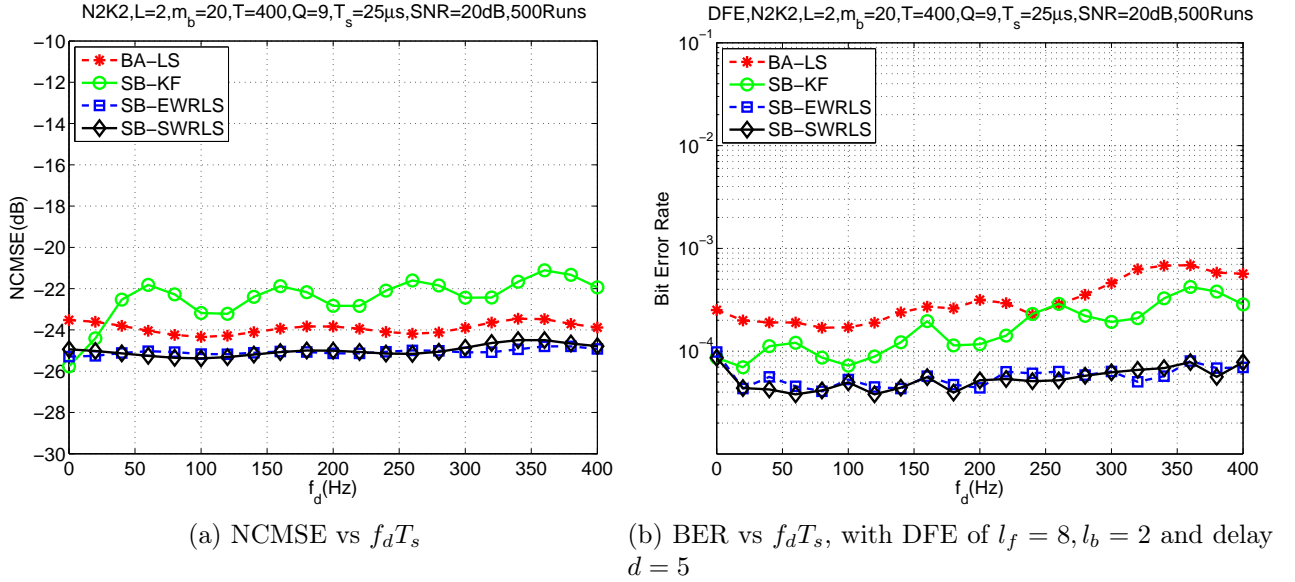 N2K2,L=2,m_b=20,T=400,Q=9,T_s=25μs,SNR=20dB,500Runs
−10
−12
−14
−16
−18
−20
−22
−24
−26
−28
−30
NCMSE(dB)
BA−LS
SB−KF
SB−EWRLS
SB−SWRLS
0 50 100 150 200 250 300 350 400
f_d(Hz)
(a) NCMSE vs f_dT_s
DFE,N2K2,L=2,m_b=20,T=400,Q=9,T_s=25μs,SNR=20dB,500Runs
10^−1
10^−2
10^−3
10^−4
Bit Error Rate
BA−LS
SB−KF
SB−EWRLS
SB−SWRLS
0 50 100 150 200 250 300 350 400
f_d(Hz)
(b) BER vs f_dT_s, with DFE of l_f = 8, l_b = 2 and delay
d = 5